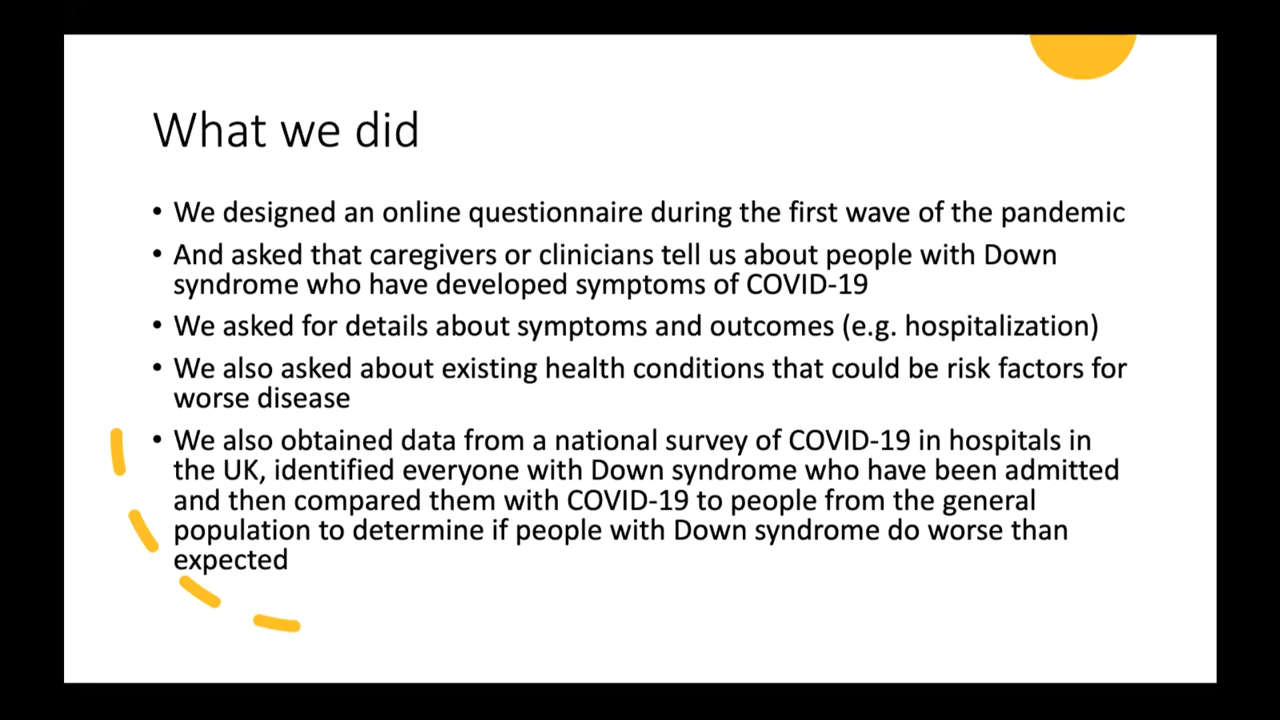 What we did
• We designed an online questionnaire during the first wave of the pandemic
• And asked that caregivers or clinicians tell us about people with Down
syndrome who have developed symptoms of COVID-19
• We asked for details about symptoms and outcomes (e.g. hospitalization)
• We also asked about existing health conditions that could be risk factors for
worse disease
• We also obtained data from a national survey of COVID-19 in hospitals in
the UK, identified everyone with Down syndrome who have been admitted
and then compared them with COVID-19 to people from the general
population to determine if people with Down syndrome do worse than
expected